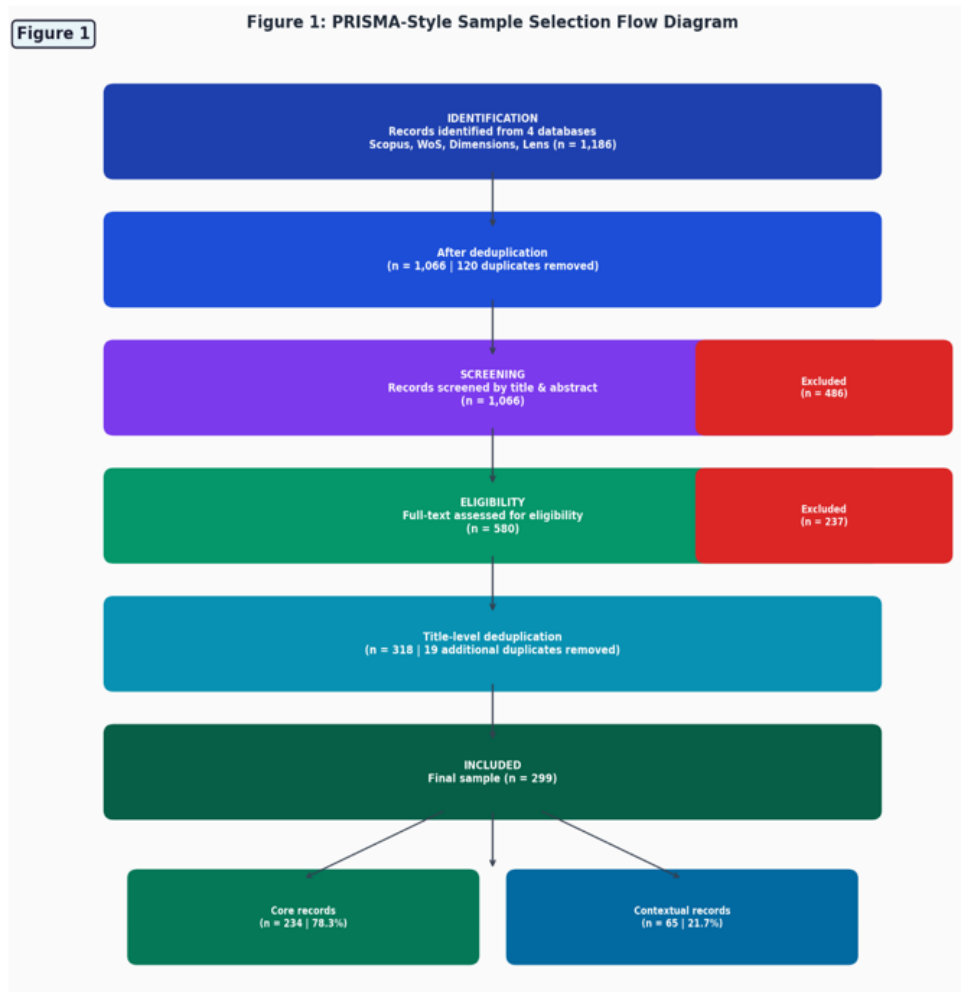 Figure 1: PRISMA-Style Sample Selection Flow Diagram
Figure 1
IDENTIFICATION
Records identified from 4 databases
Scopus, WoS, Dimensions, Lens (n = 1,186)
After deduplication
(n = 1,066 | 120 duplicates removed)
SCREENING
Records screened by title & abstract
(n = 1,066)
Excluded
(n = 486)
ELIGIBILITY
Full-text assessed for eligibility
(n = 580)
Excluded
(n = 237)
Title-level deduplication
(n = 318 | 19 additional duplicates removed)
INCLUDED
Final sample (n = 299)
Core records
(n = 234 | 78.3%)
Contextual records
(n = 65 | 21.7%)